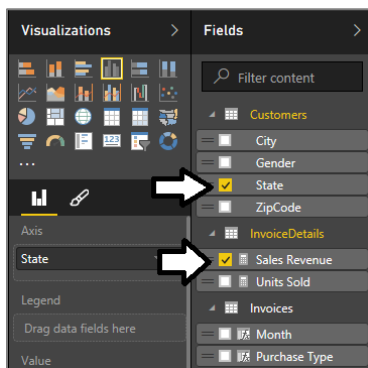 Visualizations >
Fields >
Filter content
Customers
City
Gender
State
ZipCode
InvoiceDetails
Sales Revenue
Units Sold
Invoices
Month
Purchase Type
123
...
Axis
State
Legend
Drag data fields here
Value